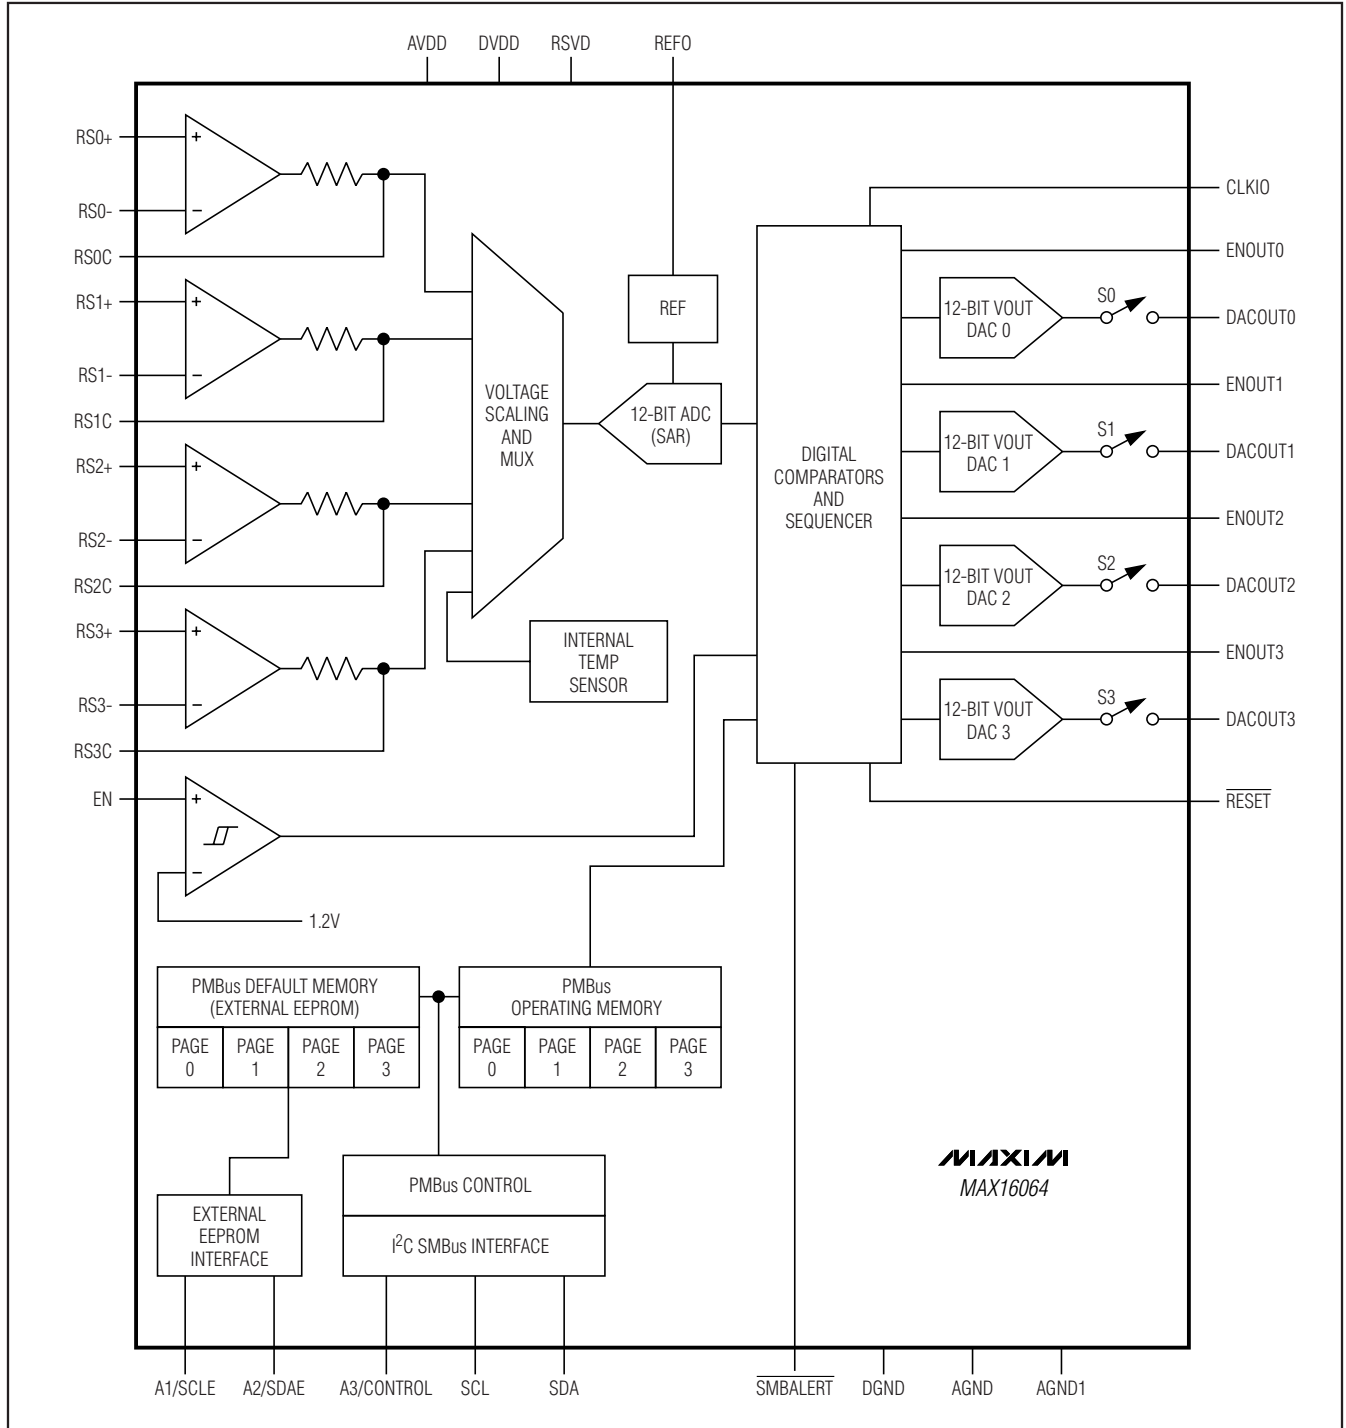 AVDD DVDD RSVD REFO
RS0+
+
RS0-
−
RS0C
RS1+
+
RS1-
−
RS1C
RS2+
+
RS2-
−
RS2C
RS3+
+
RS3-
−
RS3C
EN
+
−
1.2V
VOLTAGE
SCALING
AND
MUX
REF
12-BIT ADC
(SAR)
INTERNAL
TEMP
SENSOR
DIGITAL
COMPARATORS
AND
SEQUENCER
CLKIO
ENOUT0
12-BIT VOUT
DAC 0
S0
DACOUT0
ENOUT1
12-BIT VOUT
DAC 1
S1
DACOUT1
ENOUT2
12-BIT VOUT
DAC 2
S2
DACOUT2
ENOUT3
12-BIT VOUT
DAC 3
S3
DACOUT3
RESET
PMBus DEFAULT MEMORY
(EXTERNAL EEPROM)
PAGE
0
PAGE
1
PAGE
2
PAGE
3
PMBus
OPERATING MEMORY
PAGE
0
PAGE
1
PAGE
2
PAGE
3
EXTERNAL
EEPROM
INTERFACE
PMBus CONTROL
I²C SMBus INTERFACE
MAXIM
MAX16064
A1/SCLE A2/SDAE A3/CONTROL SCL SDA SMBALERT DGND AGND AGND1